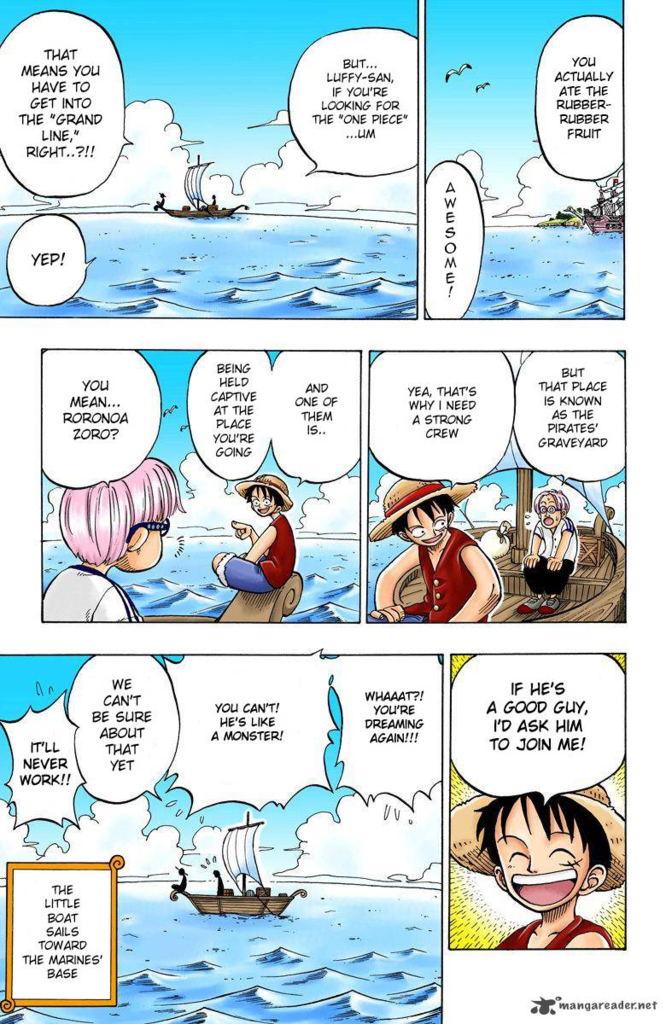 YOU
ACTUALLY
ATE THE
RUBBER-
RUBBER
FRUIT
AWESOME!
BUT...
LUFFY-SAN,
IF YOU'RE
LOOKING FOR
THE "ONE PIECE"
...UM
THAT
MEANS YOU
HAVE TO
GET INTO
THE "GRAND
LINE,"
RIGHT..?!!
YEP!
BUT
THAT PLACE
IS KNOWN
AS THE
PIRATES'
GRAVEYARD
YEA, THAT'S
WHY I NEED
A STRONG
CREW
AND
ONE OF
THEM
IS..
BEING
HELD
CAPTIVE
AT THE
PLACE
YOU'RE
GOING
YOU
MEAN...
RORONOA
ZORO?
IF HE'S
A GOOD GUY,
I'D ASK HIM
TO JOIN ME!
WHAAAT?!
YOU'RE
DREAMING
AGAIN!!!
YOU CAN'T!
HE'S LIKE
A MONSTER!
WE
CAN'T
BE SURE
ABOUT
THAT
YET
IT'LL
NEVER
WORK!!
THE
LITTLE
BOAT
SAILS
TOWARD
THE MARINES'
BASE
mangareader.net